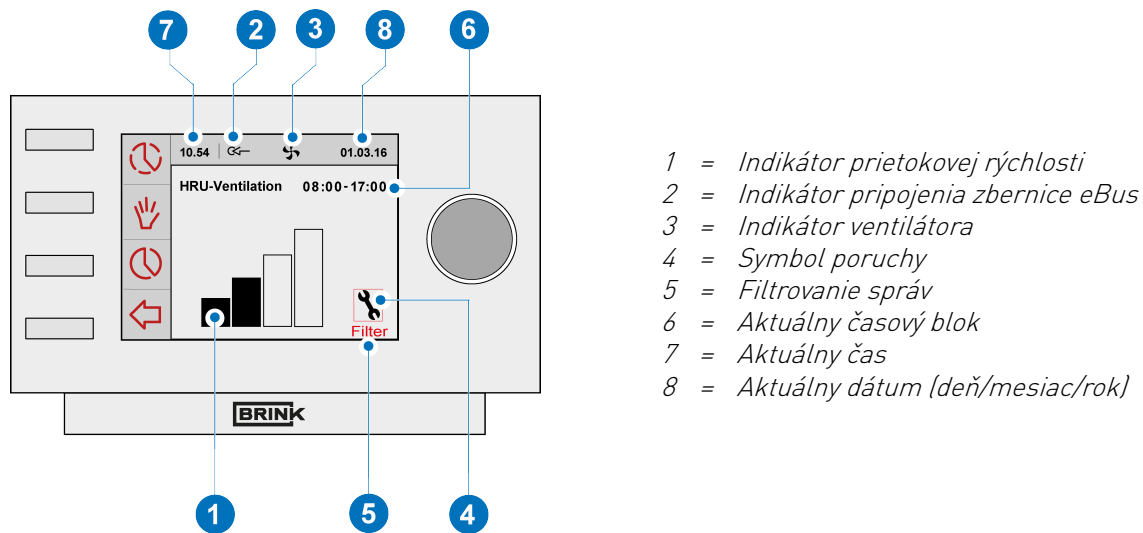 7 2 3 8 6
10.54 01.03.16
HRU-Ventilation 08:00-17:00
Filter
BRINK
1 5 4
1 = Indikátor prietokovej rýchlosti
2 = Indikátor pripojenia zbernice eBus
3 = Indikátor ventilátora
4 = Symbol poruchy
5 = Filtrovanie správ
6 = Aktuálny časový blok
7 = Aktuálny čas
8 = Aktuálny dátum (deň/mesiac/rok)